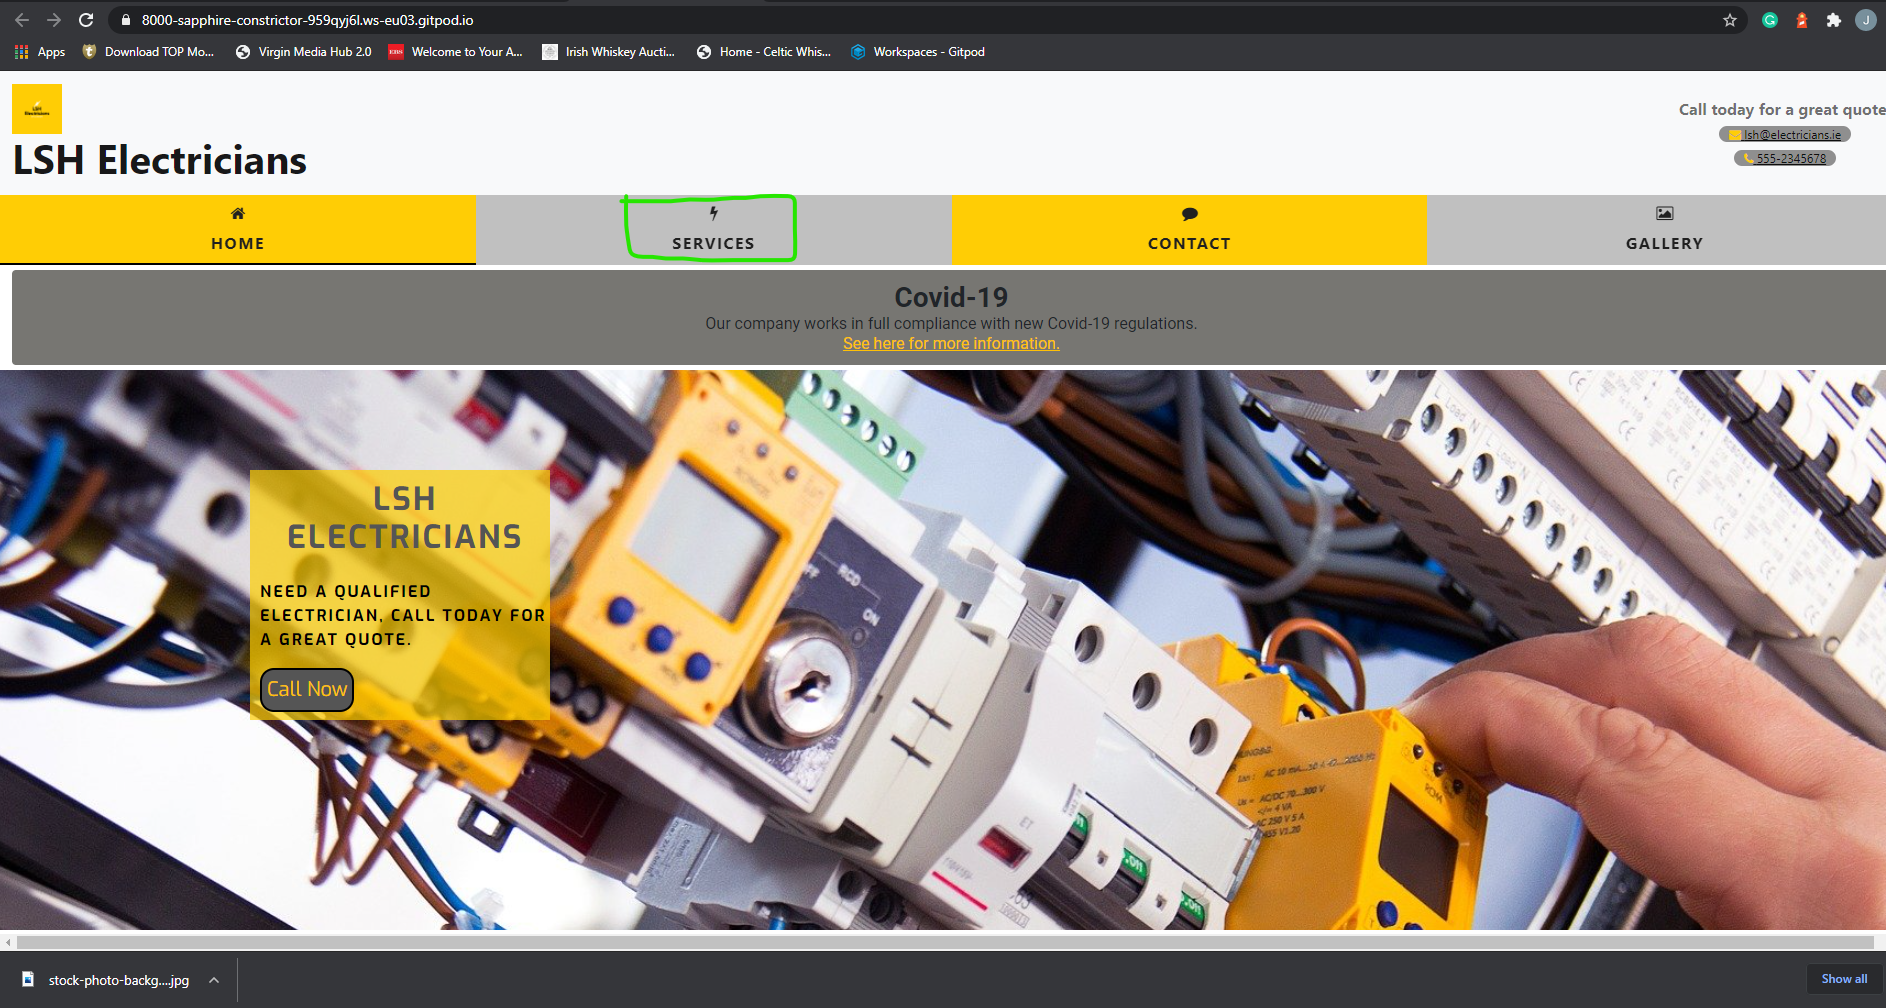 8000-sapphire-constrictor-959qyj6l.ws-eu03.gitpod.io
Apps
Download TOP Mo...
Virgin Media Hub 2.0
Welcome to Your A...
Irish Whiskey Aucti...
Home - Celtic Whis...
Workspaces - Gitpod
LSH
Electricians
LSH Electricians
Call today for a great quote
lsh@electricians.ie
555-2345678
HOME
SERVICES
CONTACT
GALLERY
Covid-19
Our company works in full compliance with new Covid-19 regulations.
See here for more information.
LSH
ELECTRICIANS
NEED A QUALIFIED
ELECTRICIAN, CALL TODAY FOR
A GREAT QUOTE.
Call Now
RCD
ON
stock-photo-backg....jpg
Show all